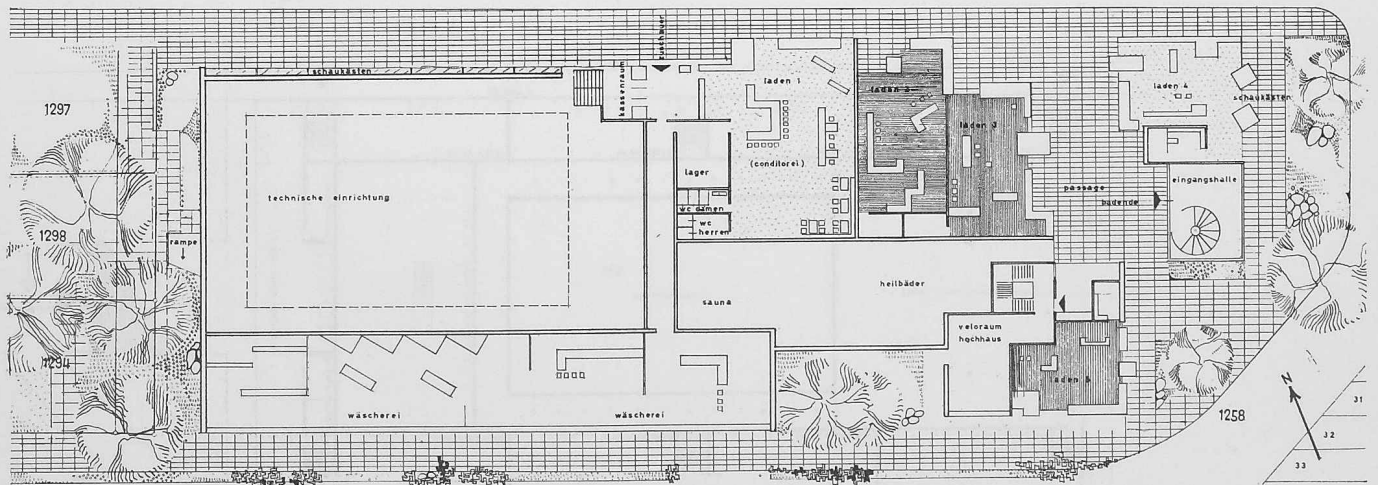 schaukästen
kassenraum
zuschauer
laden 1
(conditorei)
laden 2
laden 3
laden 4
schaukästen
1297
1298
1294
rampe
technische einrichtung
lager
wc damen
wc
herren
passage
badende
eingangshalle
sauna
heilbäder
veloraum
hochhaus
laden 5
wäscherei
wäscherei
1258
N
31
32
33